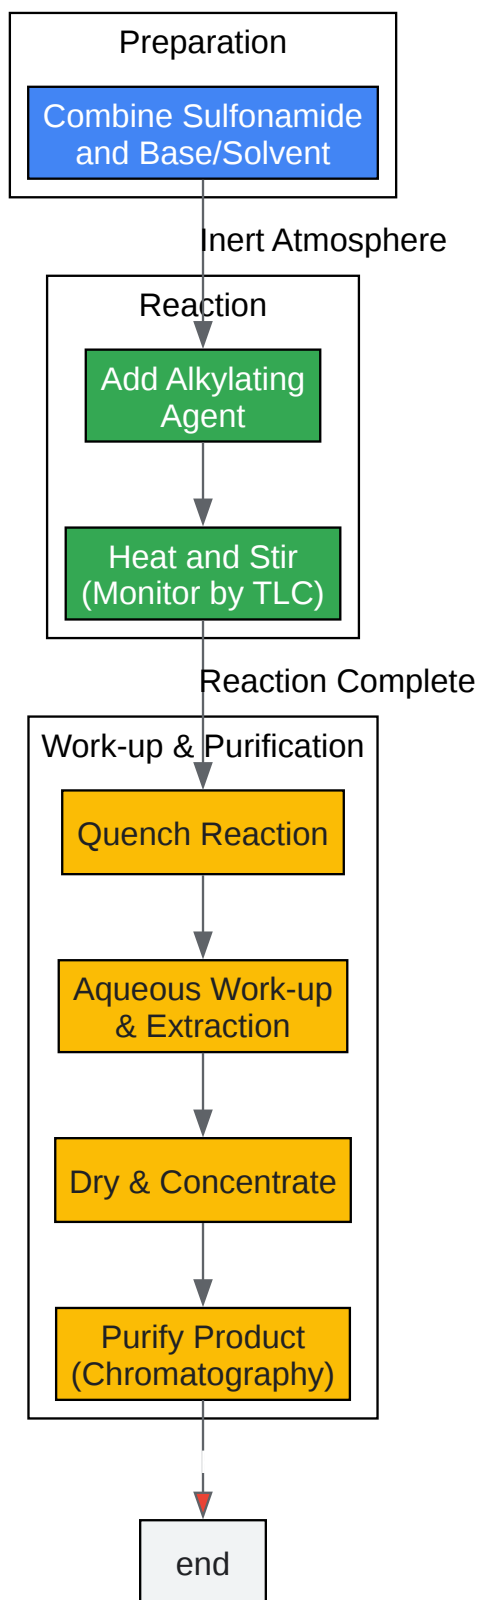 Preparation
Combine Sulfonamide
and Base/Solvent
Inert Atmosphere
Reaction
Add Alkylating
Agent
Heat and Stir
(Monitor by TLC)
Reaction Complete
Work-up & Purification
Quench Reaction
Aqueous Work-up
& Extraction
Dry & Concentrate
Purify Product
(Chromatography)
end